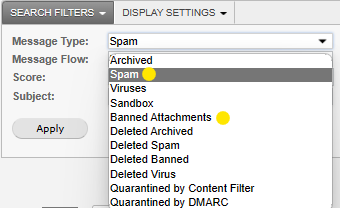 SEARCH FILTERS DISPLAY SETTINGS
Message Type: Spam
Message Flow:
Score:
Subject:
Apply
Archived
Spam
Viruses
Sandbox
Banned Attachments
Deleted Archived
Deleted Spam
Deleted Banned
Deleted Virus
Quarantined by Content Filter
Quarantined by DMARC